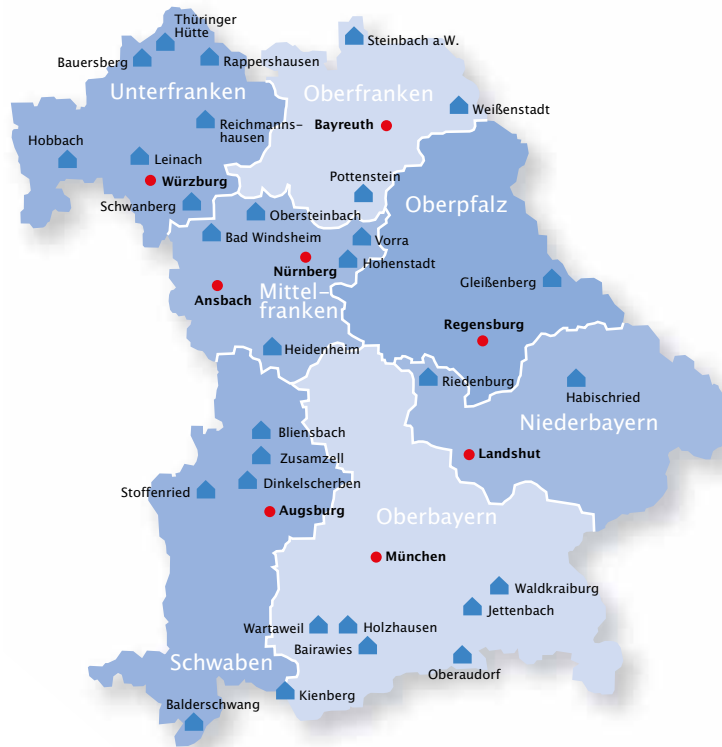 Thüringer
Hütte
Steinbach a.W.
Bauersberg
Rappershausen
Unterfranken
Oberfranken
Weißenstadt
Reichmanns-
hausen
Bayreuth
Hobbach
Leinach
Würzburg
Pottenstein
Schwanberg
Obersteinbach
Oberpfalz
Bad Windsheim
Vorra
Nürnberg
Hohenstadt
Gleißenberg
Ansbach
Mittel-
franken
Regensburg
Heidenheim
Riedenburg
Habischried
Niederbayern
Bliensbach
Landshut
Zusamzell
Dinkelscherben
Stoffenried
Augsburg
Oberbayern
München
Waldkraiburg
Jettenbach
Wartaweil
Holzhausen
Bairawies
Schwaben
Oberaudorf
Kienberg
Balderschwang